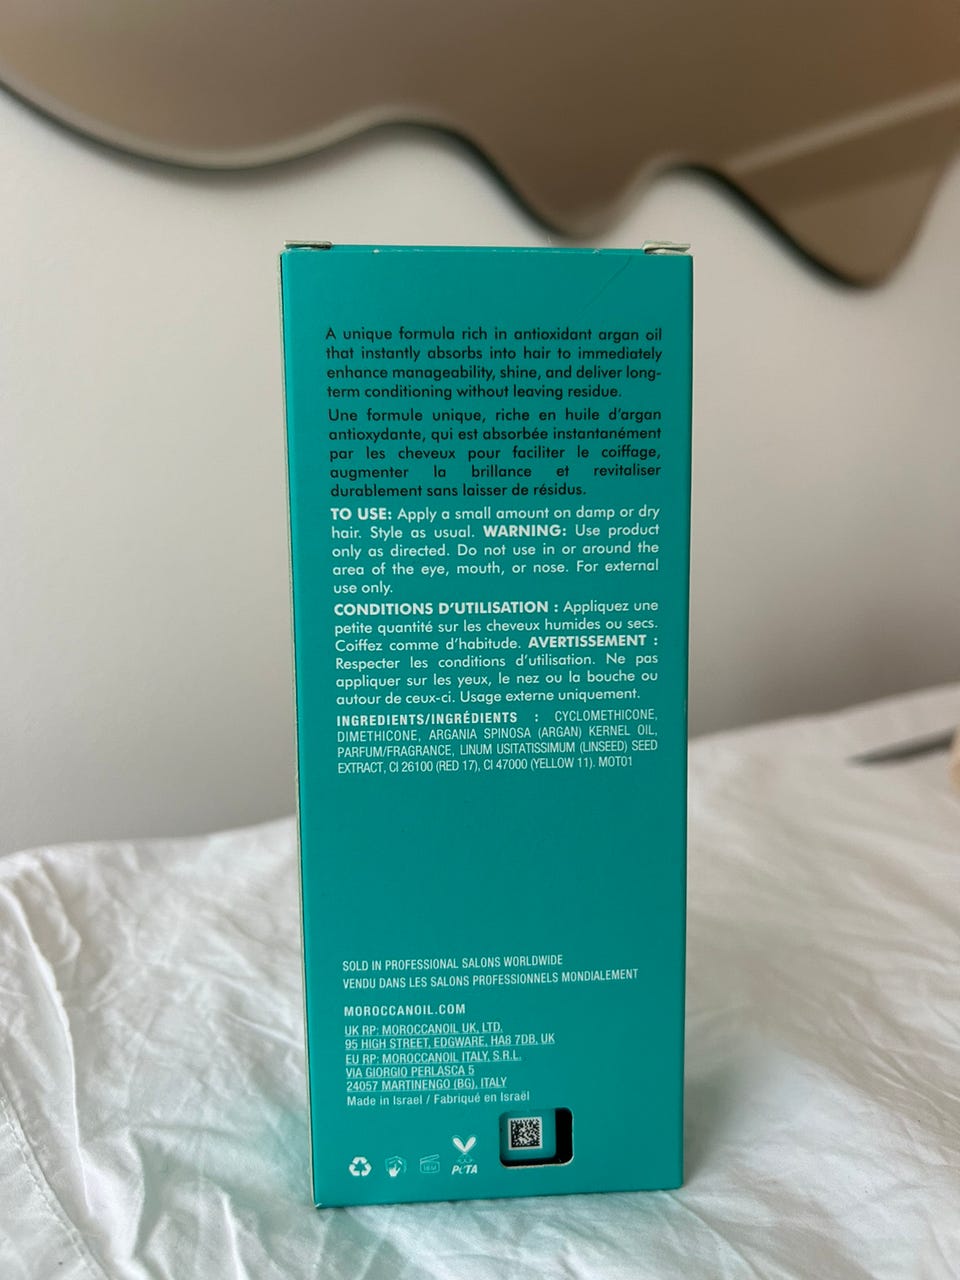 A unique formula rich in antioxidant argan oil
that instantly absorbs into hair to immediately
enhance manageability, shine, and deliver long-
term conditioning without leaving residue.
Une formule unique, riche en huile d'argan
antioxydante, qui est absorbée instantanément
par les cheveux pour faciliter le coiffage,
augmenter la brillance et revitaliser
durablement sans laisser de résidus.
TO USE: Apply a small amount on damp or dry
hair. Style as usual. WARNING: Use product
only as directed. Do not use in or around the
area of the eye, mouth, or nose. For external
use only.
CONDITIONS D'UTILISATION : Appliquez une
petite quantité sur les cheveux humides ou secs.
Coiffez comme d'habitude. AVERTISSEMENT :
Respecter les conditions d'utilisation. Ne pas
appliquer sur les yeux, le nez ou la bouche ou
autour de ceux-ci. Usage externe uniquement.
INGREDIENTS/INGRÉDIENTS : CYCLOMETHICONE,
DIMETHICONE, ARGANIA SPINOSA (ARGAN) KERNEL OIL,
PARFUM/FRAGRANCE, LINUM USITATISSIMUM (LINSEED) SEED
EXTRACT, CI 26100 (RED 17), CI 47000 (YELLOW 11). MOT01
SOLD IN PROFESSIONAL SALONS WORLDWIDE
VENDU DANS LES SALONS PROFESSIONNELS MONDIALEMENT
MOROCCANOIL.COM
UK RP: MOROCCANOIL UK, LTD.
95 HIGH STREET, EDGWARE, HA8 7DB, UK
EU RP: MOROCCANOIL ITALY, S.R.L.
VIA GIORGIO PERLASCA 5
24057 MARTINENGO (BG), ITALY
Made in Israel / Fabriqué en Israël
PETA